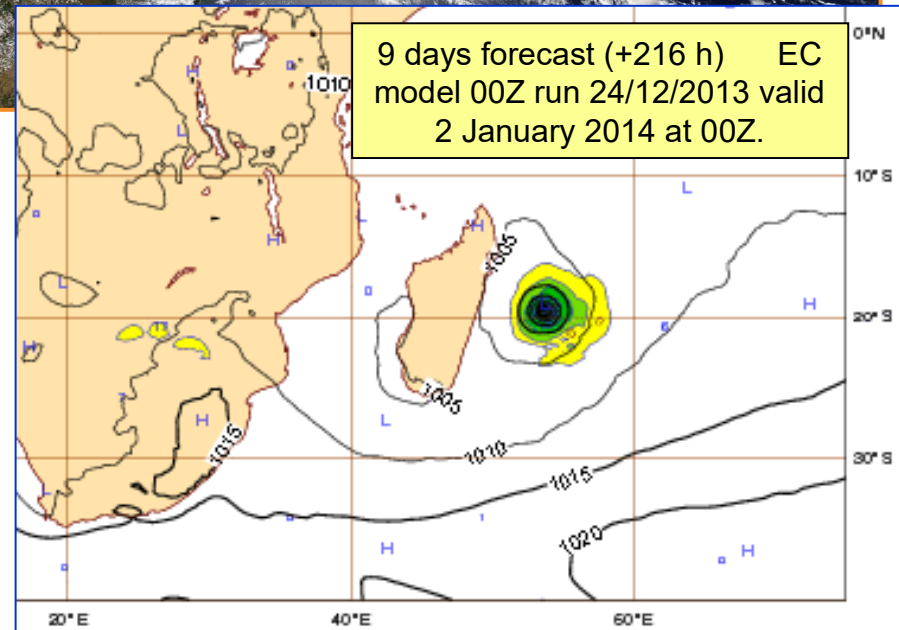 9 days forecast (+216 h) EC
model 00Z run 24/12/2013 valid
2 January 2014 at 00Z.
0°N
1010
H
L
L
10° S
L
L
H
H
1005
L
H
20° S
H
1005
L
H
1015
1010
30° S
1015
L
1020
H
H
20° E
40° E
60° E